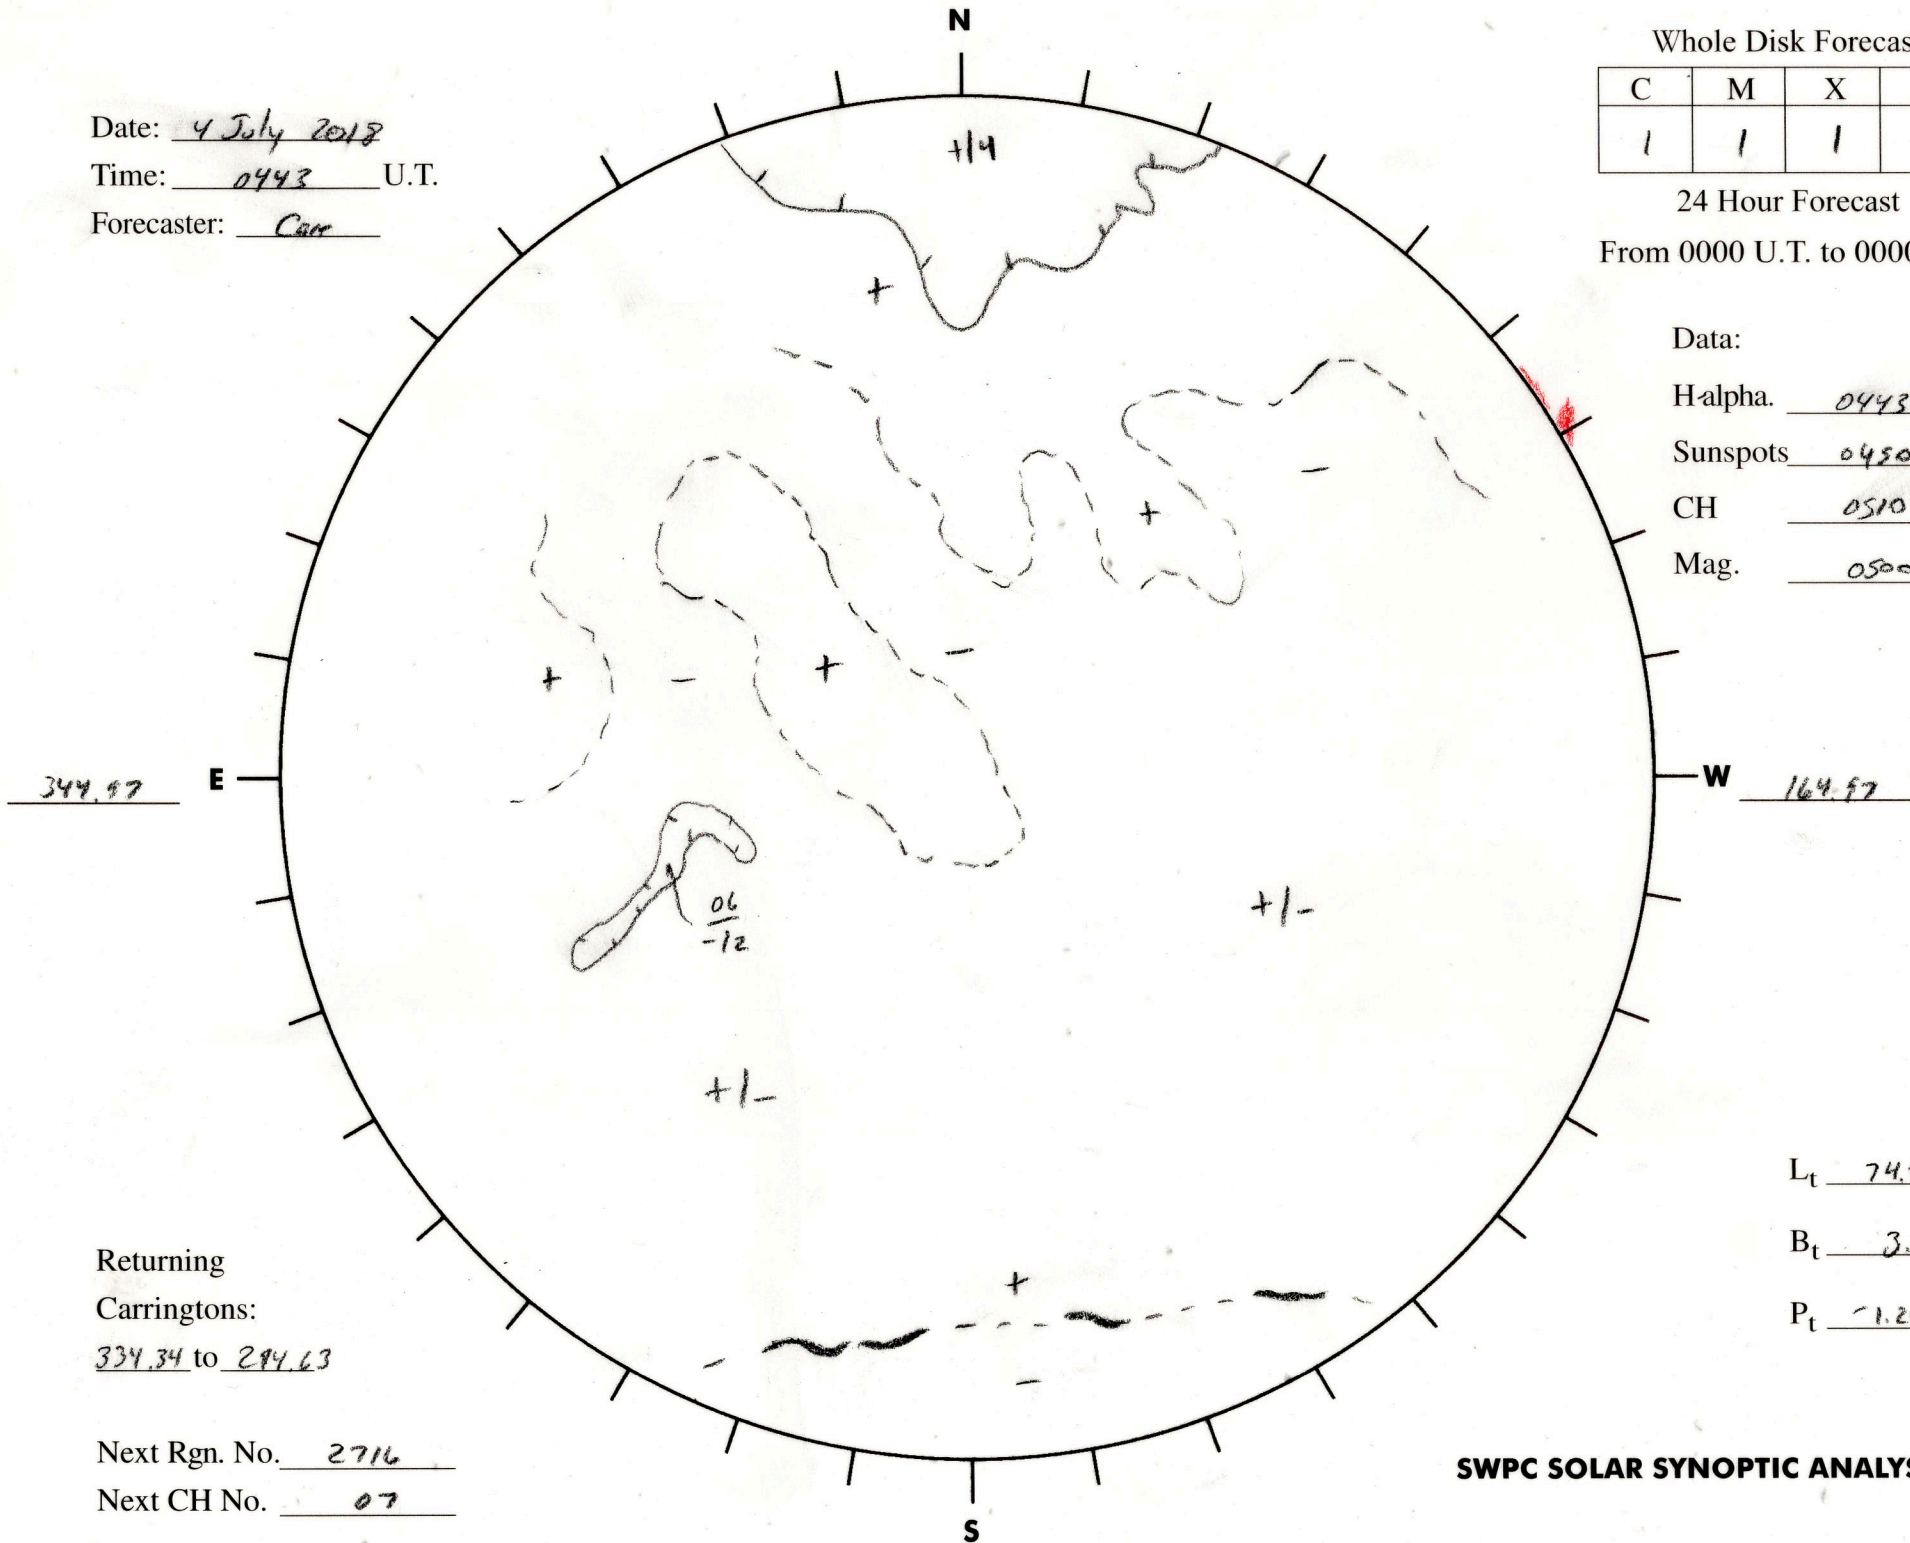 N
Date: 4 July 2018
Time: 0443 U.T.
Forecaster:
Whole Disk Forecas
C M X
1 1 1
24 Hour Forecast
From 0000 U.T. to 0000
+/4
+
Data:
H-alpha. 0443
Sunspots 0450
CH 0510
Mag. 0500
-
+
+ - + -
344.97 E
W 164.97
06
-12
+/-
+/-
Lt 74.
Bt 3.
Pt -1.2
Returning
Carringtons:
334.34 to 294.63
+
-
Next Rgn. No. 2716
Next CH No. 07
SWPC SOLAR SYNOPTIC ANALYS
S